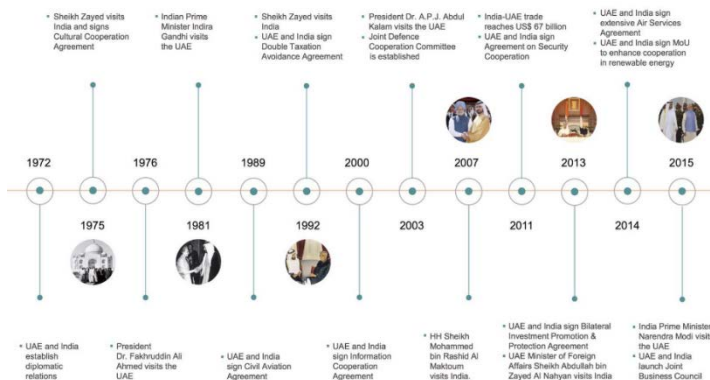 Sheikh Zayed visits
India and signs
Cultural Cooperation
Agreement
Indian Prime
Minister Indira
Gandhi visits
the UAE
Sheikh Zayed visits
India
UAE and India sign
Double Taxation
Avoidance Agreement
President Dr. A.P.J. Abdul
Kalam visits the UAE
Joint Defence
Cooperation Committee
is established
India-UAE trade
reaches US$ 67 billion
UAE and India sign
Agreement on Security
Cooperation
UAE and India sign
extensive Air Services
Agreement
UAE and India sign MoU
to enhance cooperation
in renewable energy
1972
1976
1989
2000
2007
2013
2015
1975
1981
1992
2003
2011
2014
UAE and India
establish
diplomatic
relations
President
Dr. Fakhruddin Ali
Ahmed visits the
UAE
UAE and India
sign Civil Aviation
Agreement
UAE and India
sign Information
Cooperation
Agreement
HH Sheikh
Mohammed
bin Rashid Al
Maktoum
visits India.
UAE and India sign Bilateral
Investment Promotion &
Protection Agreement
UAE Minister of Foreign
Affairs Sheikh Abdullah bin
Zayed Al Nahyan visits India
India Prime Minister
Narendra Modi visits
the UAE
UAE and India
launch Joint
Business Council